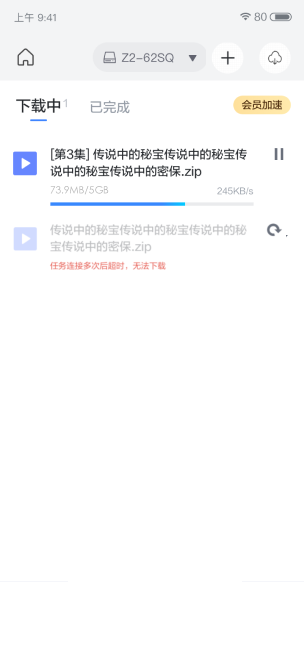 上午 9:41
80
Z2-62SQ
下载中 1
已完成
会员加速
[第3集] 传说中的秘宝传说中的秘宝传
说中的秘宝传说中的密保.zip
73.9MB/5GB
245KB/s
传说中的秘宝传说中的秘宝传说中的秘
宝传说中的密保.zip
任务连接多次后超时，无法下载